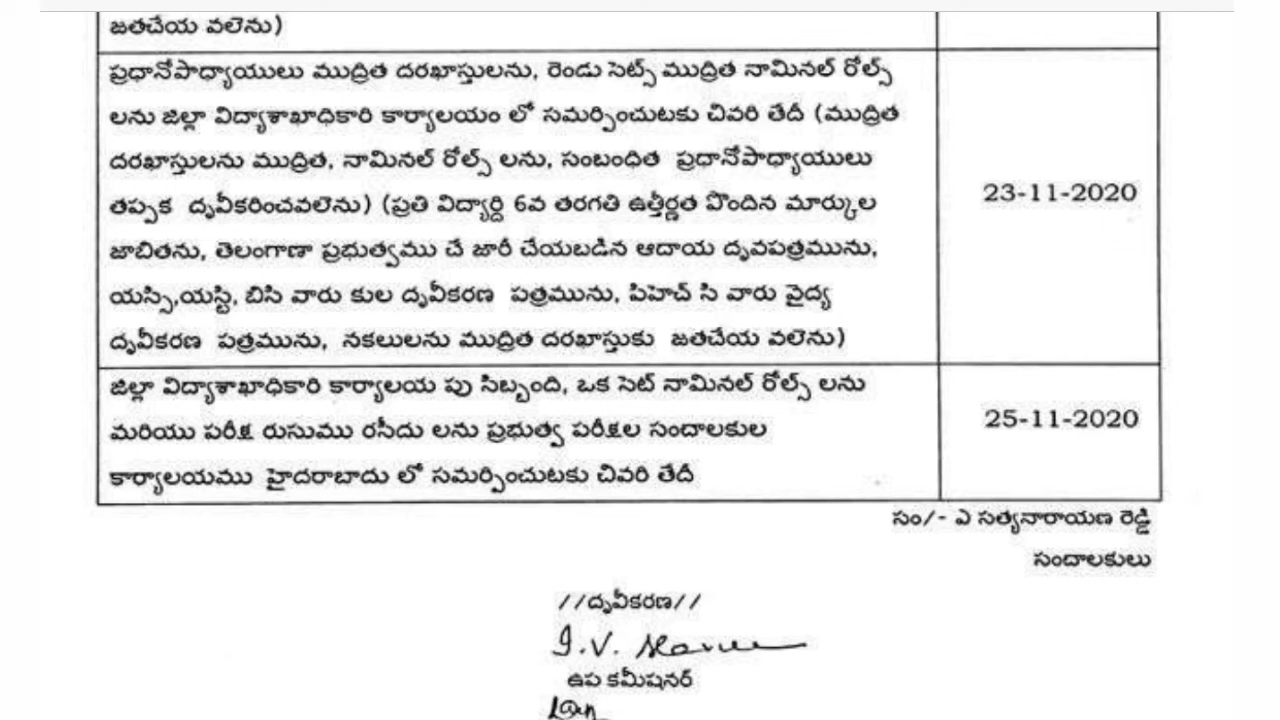 జతచేయ వలెను)
ప్రధానోపాధ్యాయులు ముద్రిత దరఖాస్తులను, రెండు సెట్స్ ముద్రిత నామినల్ రోల్స్
లను జిల్లా విద్యాశాఖాధికారి కార్యాలయం లో సమర్పించుటకు చివరి తేదీ (ముద్రిత
దరఖాస్తులను ముద్రిత, నామినల్ రోల్స్ లను, సంబంధిత ప్రధానోపాధ్యాయులు
తప్పక దృవీకరించవలెను) (ప్రతి విద్యార్ధి 6వ తరగతి ఉత్తీర్ణత పొందిన మార్కుల
జాబితను, తెలంగాణా ప్రభుత్వము చే జారీ చేయబడిన ఆదాయ దృవపత్రమును,
యస్సి,యస్టి, బిసి వారు కుల దృవీకరణ పత్రమును, పిహెచ్ సి వారు వైద్య
దృవీకరణ పత్రమును, నకలులను ముద్రిత దరఖాస్తుకు జతచేయ వలెను)
23-11-2020
జిల్లా విద్యాశాఖాధికారి కార్యాలయ పు సిబ్బంది, ఒక సెట్ నామినల్ రోల్స్ లను
మరియు పరీక్ష రుసుము రసీదు లను ప్రభుత్వ పరీక్షల సందాలకుల
కార్యాలయము హైదరాబాదు లో సమర్పించుటకు చివరి తేదీ
25-11-2020
సం/- ఎ సత్యనారాయణ రెడ్డి
సందాలకులు
//దృవీకరణ//
ఉప కమీషనర్